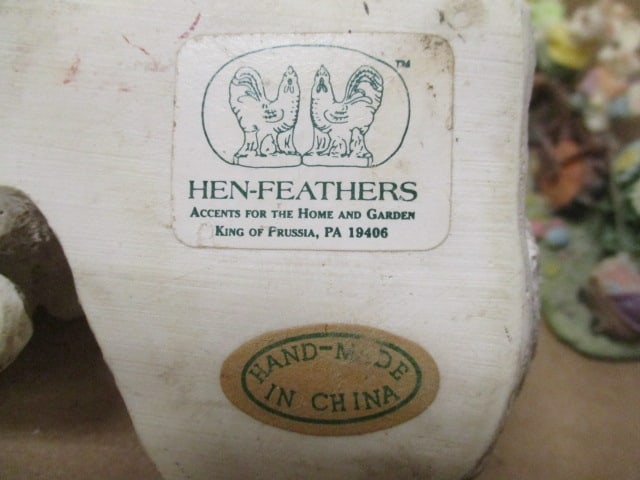 TM
HEN-FEATHERS
ACCENTS FOR THE HOME AND GARDEN
KING OF FRUSSIA, PA 19406
HAND-MADE
IN CHINA